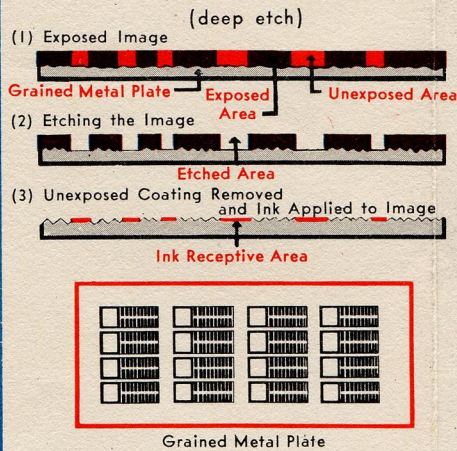 (deep etch)
(1) Exposed Image
Grained Metal Plate
Exposed Area
Unexposed Area
(2) Etching the Image
Etched Area
(3) Unexposed Coating Removed
and Ink Applied to Image
Ink Receptive Area
Grained Metal Plate